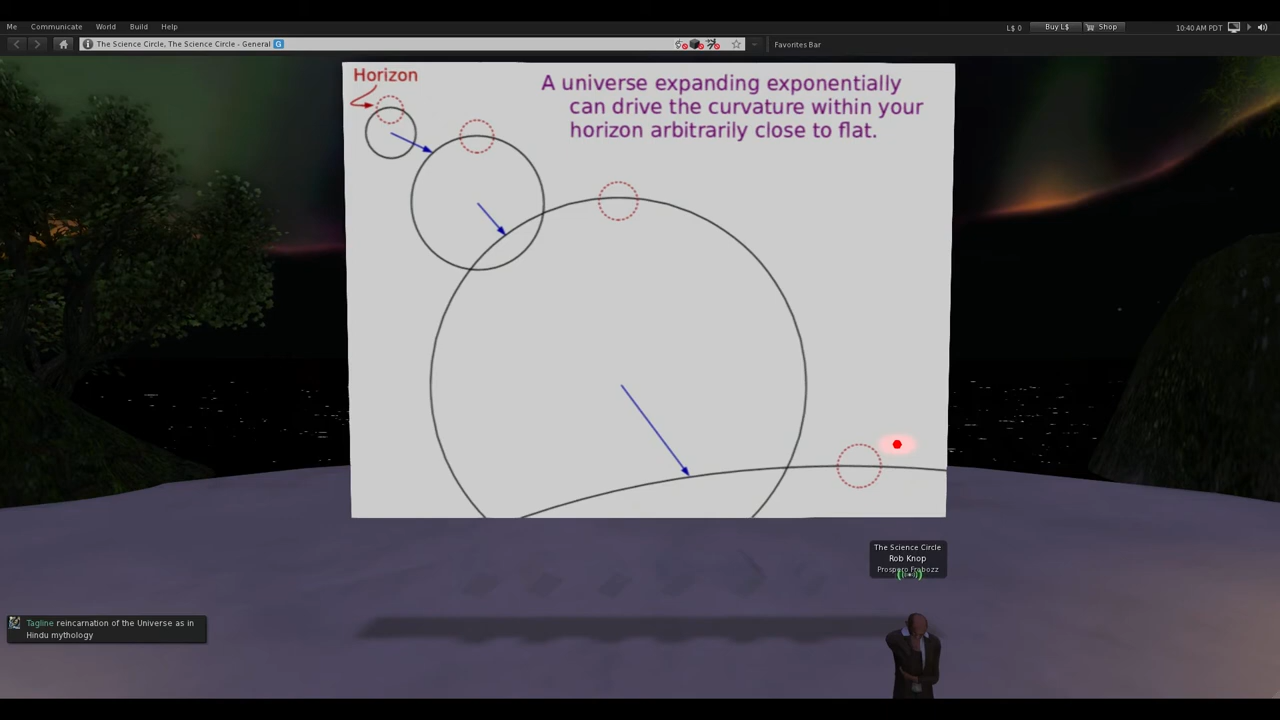 Me Communicate World Build Help
L$ 0 Buy L$ Shop 10:40 AM PDT
The Science Circle, The Science Circle - General G
Favorites Bar
Horizon
A universe expanding exponentially
can drive the curvature within your
horizon arbitrarily close to flat.
The Science Circle
Rob Knop
Prospero Frobozz
Tagline reincarnation of the Universe as in
Hindu mythology